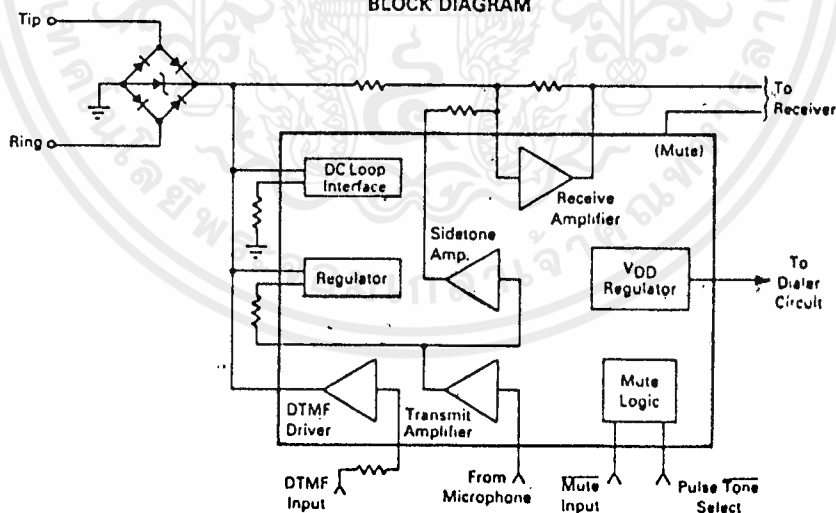 BLOCK DIAGRAM
Tip
Ring
To
Receiver
(Mute)
DC Loop
Interface
Receive
Amplifier
Sidetone
Amp.
Regulator
VDD
Regulator
To
Dialer
Circuit
DTMF
Driver
Transmit
Amplifier
Mute
Logic
DTMF
Input
From
Microphone
Mute
Input
Pulse Tone
Select